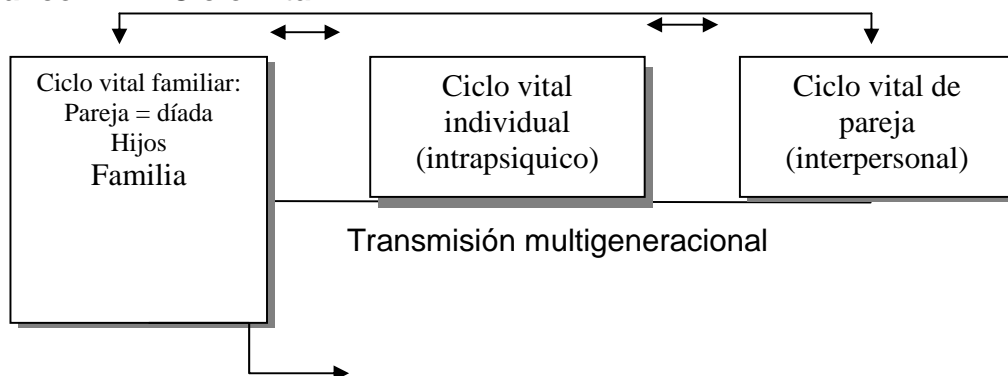 Ciclo vital familiar:
Pareja = díada
Hijos
Familia
Ciclo vital
individual
(intrapsiquico)
Ciclo vital de
pareja
(interpersonal)
Transmisión multigeneracional